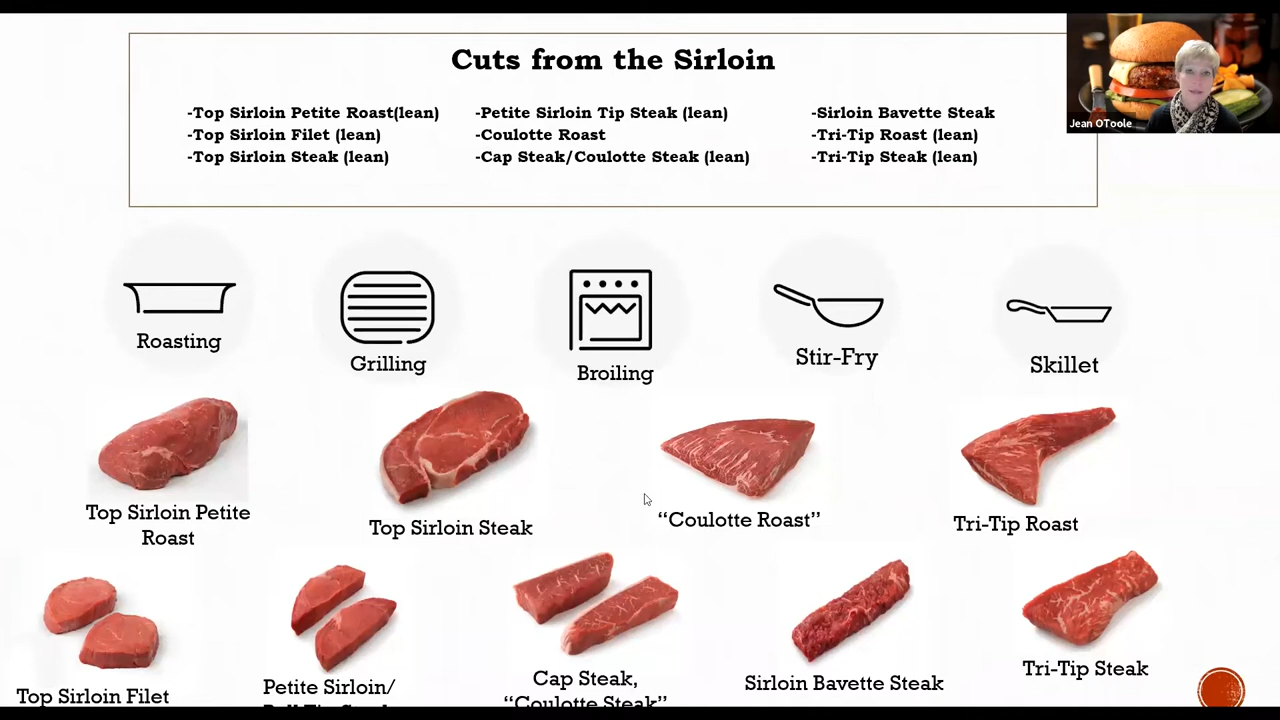 Cuts from the Sirloin
-Top Sirloin Petite Roast(lean)
-Top Sirloin Filet (lean)
-Top Sirloin Steak (lean)
-Petite Sirloin Tip Steak (lean)
-Coulotte Roast
-Cap Steak/Coulotte Steak (lean)
-Sirloin Bavette Steak
-Tri-Tip Roast (lean)
-Tri-Tip Steak (lean)
Jean OToole
Roasting
Grilling
Broiling
Stir-Fry
Skillet
Top Sirloin Petite
Roast
Top Sirloin Steak
“Coulotte Roast”
Tri-Tip Roast
Top Sirloin Filet
Petite Sirloin/
Cap Steak,
“Coulotte Steak”
Sirloin Bavette Steak
Tri-Tip Steak